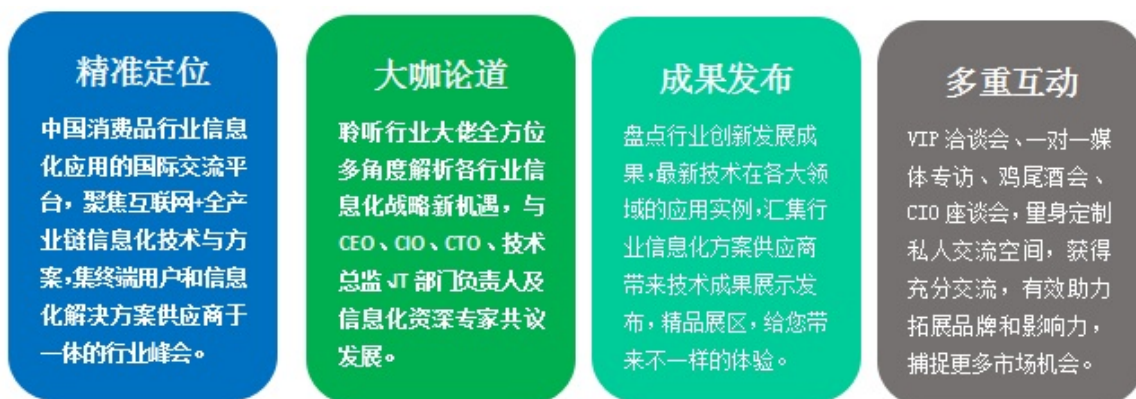 精准定位
中国消费品行业信息
化应用的国际交流平
台，聚焦互联网+全产
业链信息化技术与方
案,集终端用户和信息
化解决方案供应商于
一体的行业峰会。
大咖论道
聆听行业大佬全方位
多角度解析各行业信
息化战略新机遇，与
CEO、CIO、CTO、技术
总监、IT 部门负责人及
信息化资深专家共议
发展。
成果发布
盘点行业创新发展成
果,最新技术在各大领
域的应用实例,汇集行
业信息化方案供应商
带来技术成果展示发
布,精品展区,给您带
来不一样的体验。
多重互动
VIP 洽谈会、一对一媒
体专访、鸡尾酒会、
CIO 座谈会,量身定制
私人交流空间，获得
充分交流，有效助力
拓展品牌和影响力，
捕捉更多市场机会。